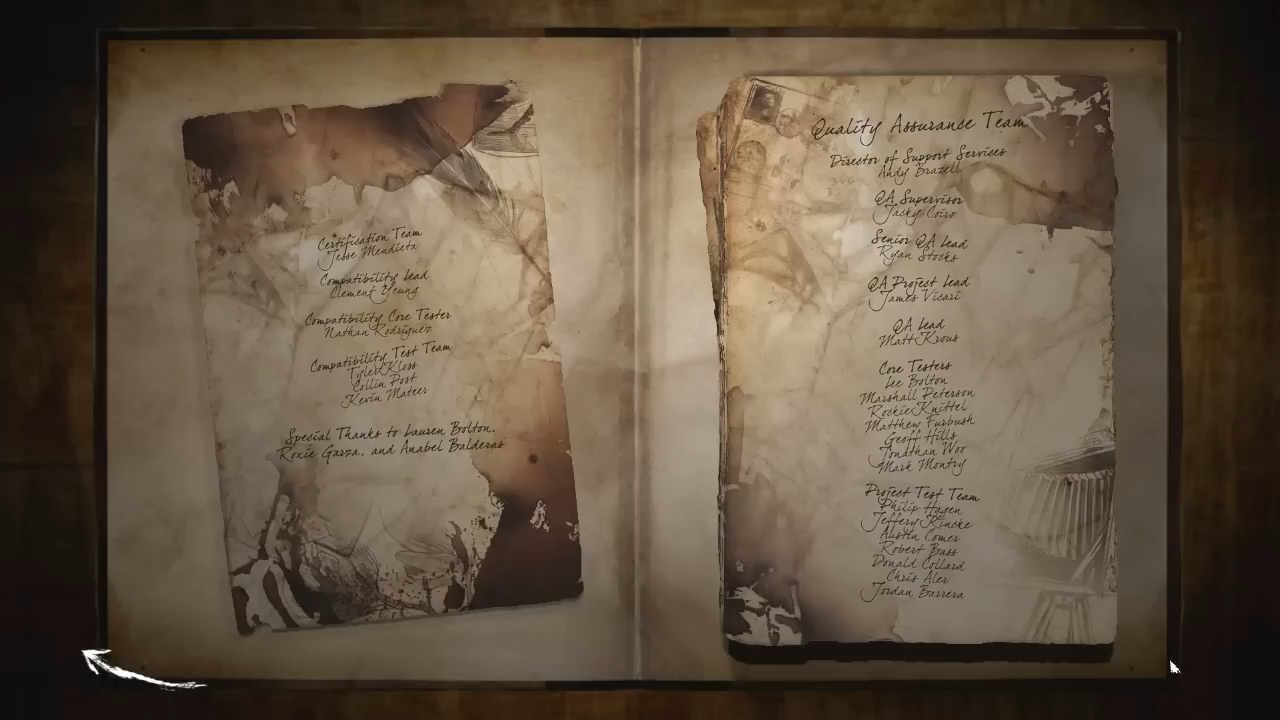 Certification Team
Jesse Mendieta
Compatibility Lead
Clement Yeung
Compatibility Core Tester
Nathan Rodriguez
Compatibility Test Team
Tyler Kloss
Collin Post
Kevin Mateer
Special Thanks to Lauren Bolton,
Roxie Garza, and Anabel Balderas
Quality Assurance Team
Director of Support Services
Andy Brazell
QA Supervisor
Jacky Coiro
Senior QA Lead
Ryan Stocks
QA Project Lead
James Vicari
QA Lead
Matt Krous
Core Testers
Lee Bolton
Marshall Peterson
Rockie Knittel
Matthew Furbush
Geoff Hills
Jonathan Woo
Mark Montry
Project Test Team
Philip Hagen
Jeffery Kincke
Austin Comer
Robert Bass
Donald Collard
Chris Aler
Jordan Barrera